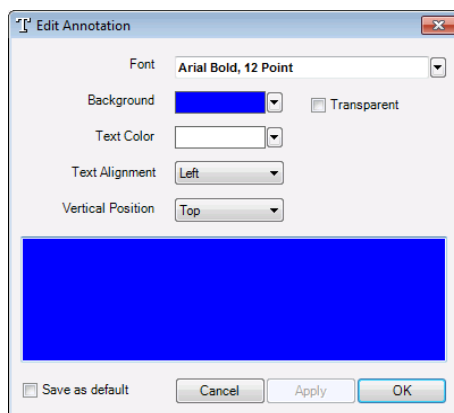 Edit Annotation
Font Arial Bold, 12 Point
Background Transparent
Text Color
Text Alignment Left
Vertical Position Top
Save as default Cancel Apply OK